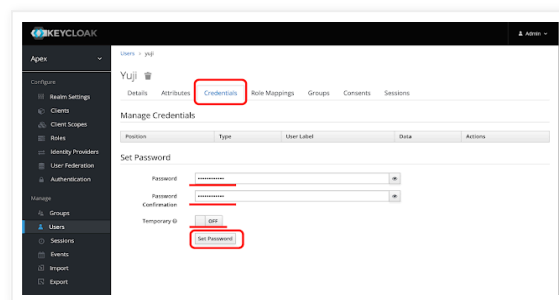 KEYCLOAK
Admin
Apex
Configure
Realm Settings
Clients
Client Scopes
Roles
Identity Providers
User Federation
Authentication
Manage
Groups
Users
Sessions
Events
Import
Export
Users > yuji
Yuji
Details Attributes Credentials Role Mappings Groups Consents Sessions
Manage Credentials
Position Type User Label Data Actions
Set Password
Password
Password
Confirmation
Temporary OFF
Set Password